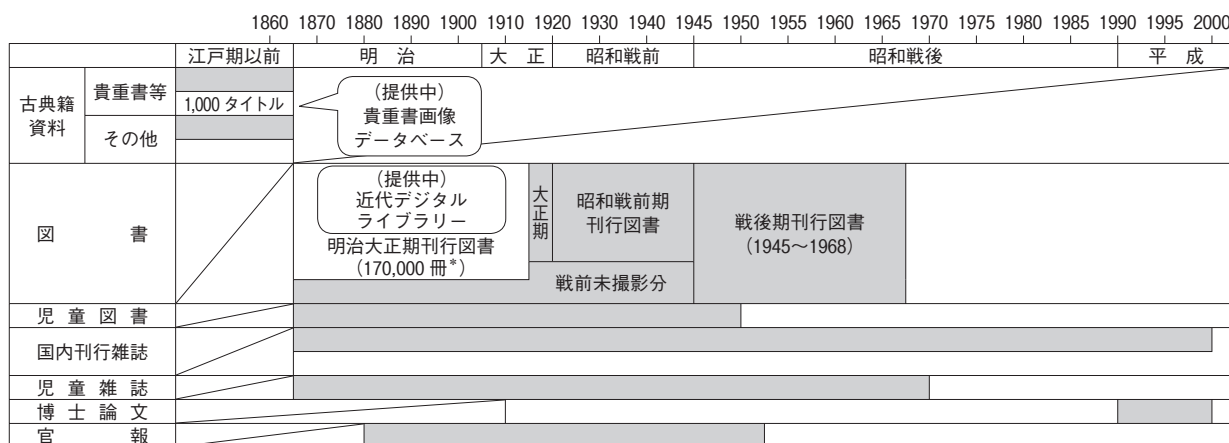 1860 1870 1880 1890 1900 1910 1920 1930 1940 1945 1950 1955 1960 1965 1970 1975 1980 1985 1990 1995 2000
江戸期以前 明治 大正 昭和戦前 昭和戦後 平成
古典籍
資料
貴重書等
1,000 タイトル
その他
（提供中）
貴重書画像
データベース
図書
（提供中）
近代デジタル
ライブラリー
明治大正期刊行図書
（170,000 冊*）
大正期
昭和戦前期
刊行図書
戦前未撮影分
戦後期刊行図書
（1945～1968）
児童図書
国内刊行雑誌
児童雑誌
博士論文
官報